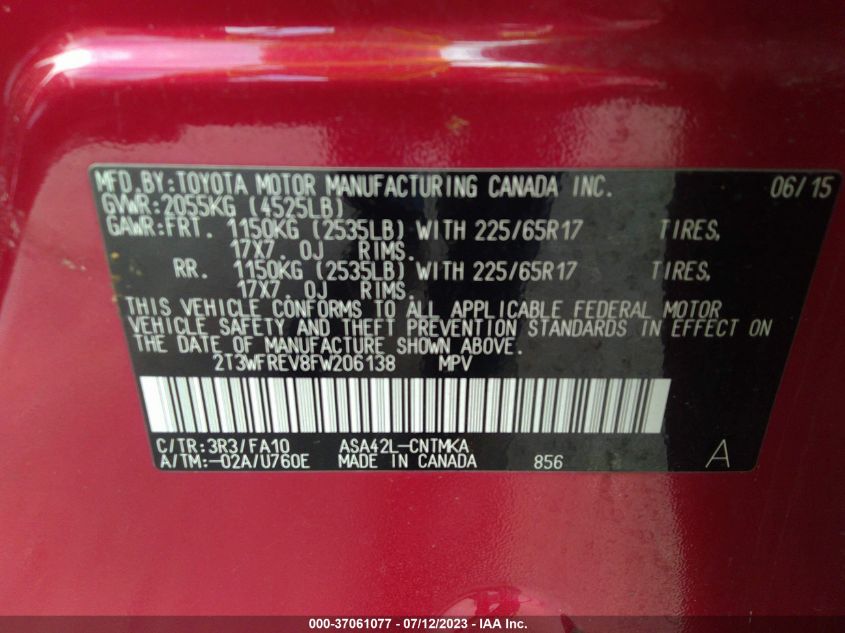 MFD.BY:TOYOTA MOTOR MANUFACTURING CANADA INC. 06/15
GVWR:2055KG (4525LB)
GAWR:FRT. 1150KG (2535LB) WITH 225/65R17 TIRES,
17X7. 0J RIMS.
RR. 1150KG (2535LB) WITH 225/65R17 TIRES,
17X7. 0J RIMS.
THIS VEHICLE CONFORMS TO ALL APPLICABLE FEDERAL MOTOR
VEHICLE SAFETY AND THEFT PREVENTION STANDARDS IN EFFECT ON
THE DATE OF MANUFACTURE SHOWN ABOVE.
2T3WFREV8FW206138 MPV
C/TR:3R3/FA10 ASA42L-CNTMKA
A/TM:-02A/U760E MADE IN CANADA 856 A
000-37061077 - 07/12/2023 - IAA Inc.